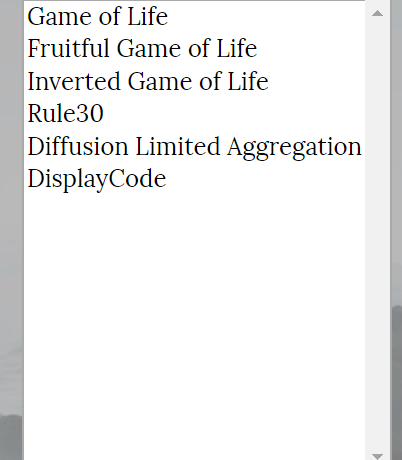 Game of Life
Fruitful Game of Life
Inverted Game of Life
Rule30
Diffusion Limited Aggregation
DisplayCode